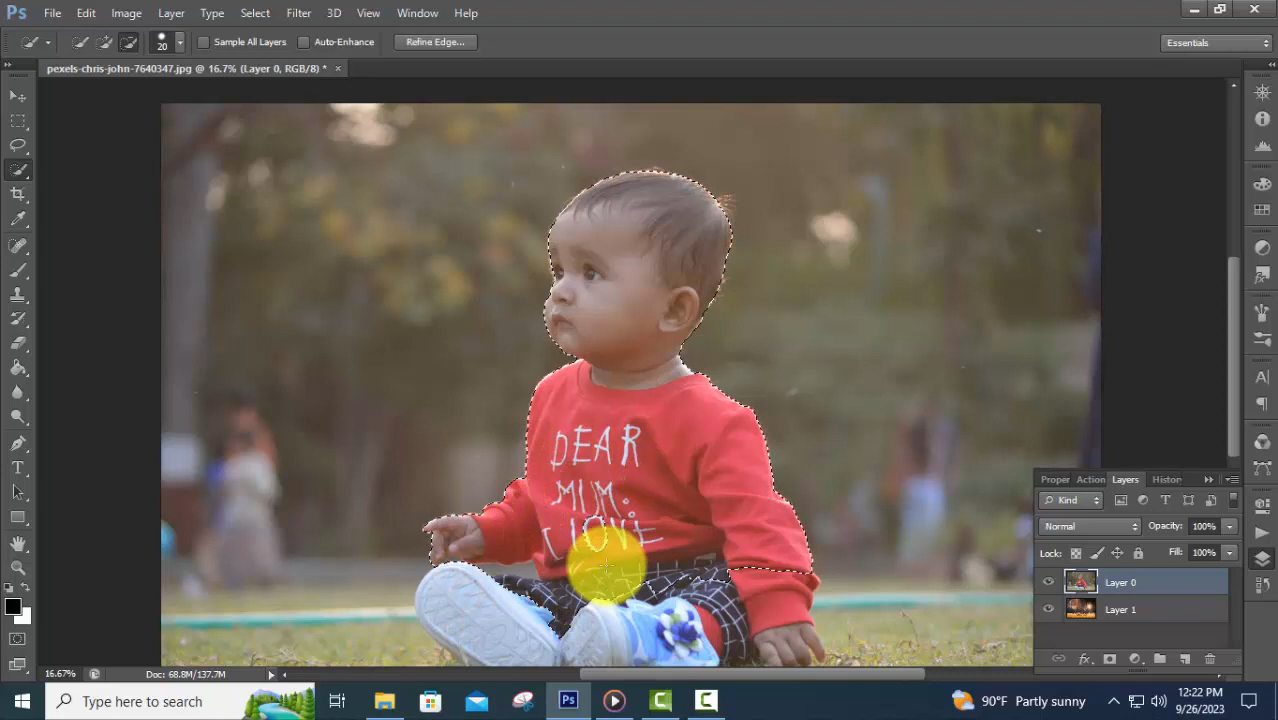 Ps File Edit Image Layer Type Select Filter 3D View Window Help
20 Sample All Layers Auto-Enhance Refine Edge... Essentials
pexels-chris-john-7640347.jpg @ 16.7% (Layer 0, RGB/8) * ×
DEAR
MUM.
I LOVE
Proper Action Layers Histor
Kind
Normal Opacity: 100%
Lock: Fill: 100%
Layer 0
Layer 1
16.67% Doc: 68.8M/137.7M
Type here to search
Ps
90°F Partly sunny
12:22 PM
9/26/2023